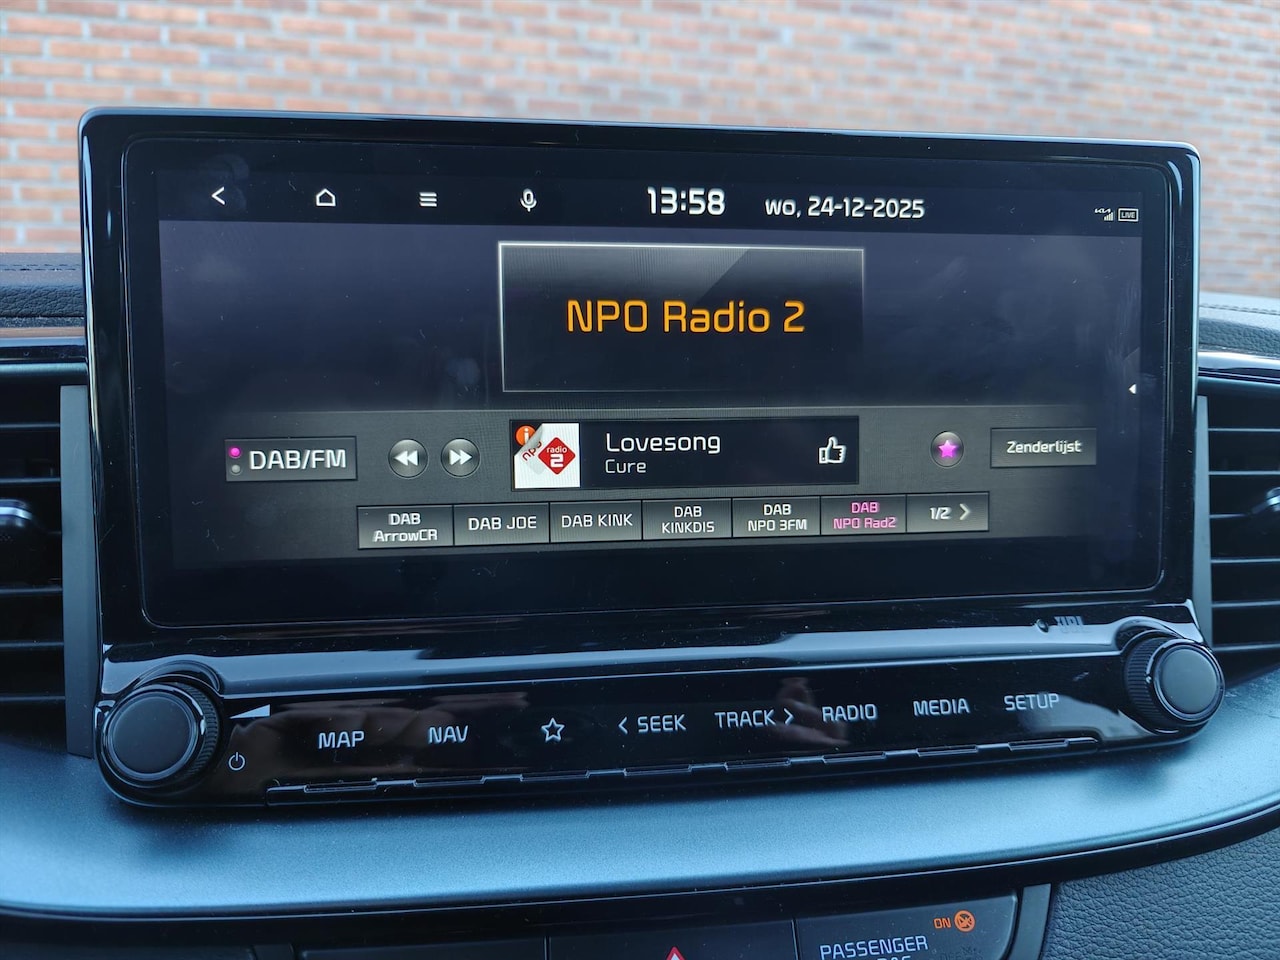 13:58 wo, 24-12-2025
LIVE
NPO Radio 2
DAB/FM
radio
2
Lovesong
Cure
Zenderlijst
DAB
ArrowCR
DAB JOE
DAB KINK
DAB
KINKDIS
DAB
NPO 3FM
DAB
NPO Rad2
1/2
JBL
MAP
NAV
SEEK
TRACK
RADIO
MEDIA
SETUP
ON
PASSENGER